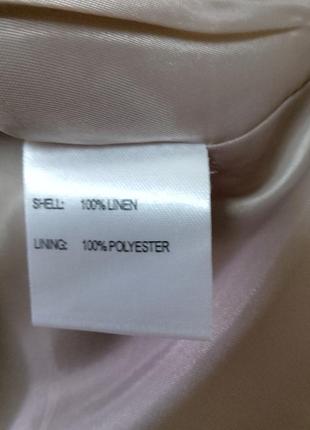 SHELL: 100% LINEN
LINING: 100% POLYESTER